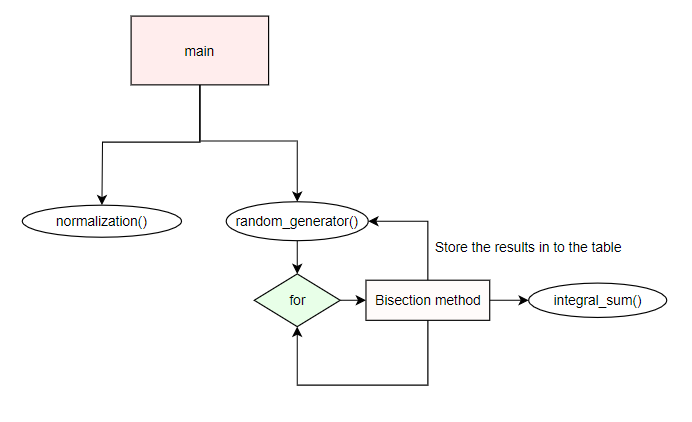 main
normalization()
random_generator()
Store the results in to the table
for
Bisection method
integral_sum()